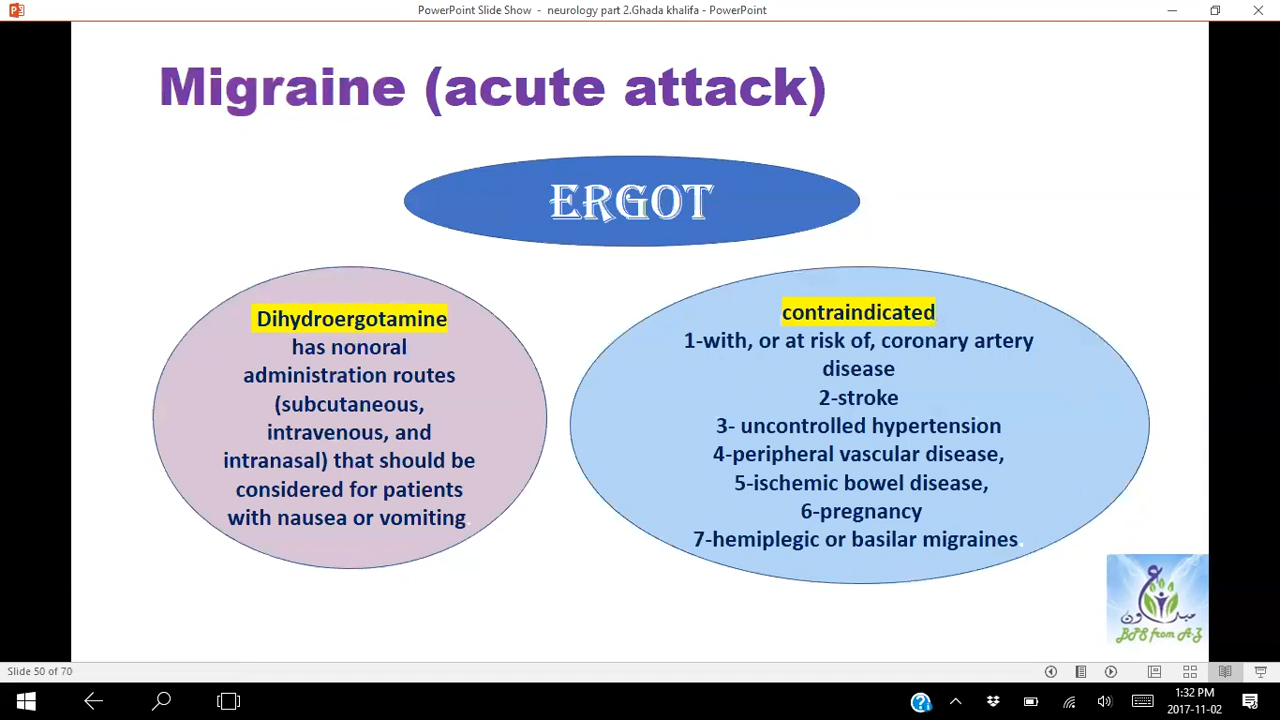 PowerPoint Slide Show - neurology part 2.Ghada khalifa - PowerPoint
Migraine (acute attack)
ERGOT
Dihydroergotamine
has nonoral
administration routes
(subcutaneous,
intravenous, and
intranasal) that should be
considered for patients
with nausea or vomiting.
contraindicated
1-with, or at risk of, coronary artery
disease
2-stroke
3- uncontrolled hypertension
4-peripheral vascular disease,
5-ischemic bowel disease,
6-pregnancy
7-hemiplegic or basilar migraines.
مبدعون
BPS from A-Z
Slide 50 of 70
1:32 PM
2017-11-02